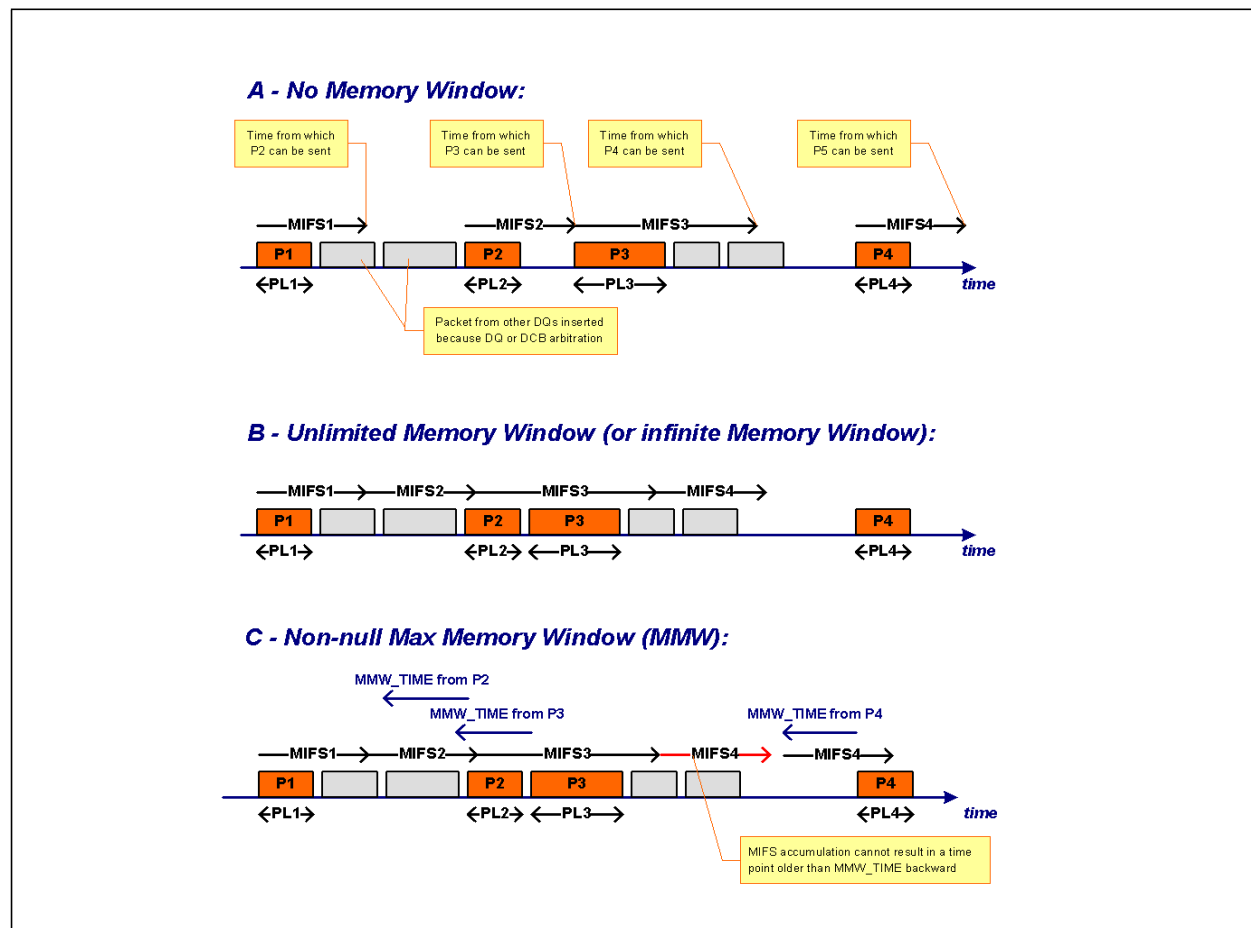 A - No Memory Window:
Time from which
P2 can be sent
Time from which
P3 can be sent
Time from which
P4 can be sent
Time from which
P5 can be sent
MIFS1
MIFS2
MIFS3
MIFS4
P1
P2
P3
P4
PL1
PL2
PL3
PL4
time
Packet from other DQs inserted
because DQ or DCB arbitration
B - Unlimited Memory Window (or infinite Memory Window):
MIFS1
MIFS2
MIFS3
MIFS4
P1
P2
P3
P4
PL1
PL2
PL3
PL4
time
C - Non-null Max Memory Window (MMW):
MMW_TIME from P2
MMW_TIME from P3
MMW_TIME from P4
MIFS1
MIFS2
MIFS3
MIFS4
MIFS4
P1
P2
P3
P4
PL1
PL2
PL3
PL4
time
MIFS accumulation cannot result in a time
point older than MMW_TIME backward